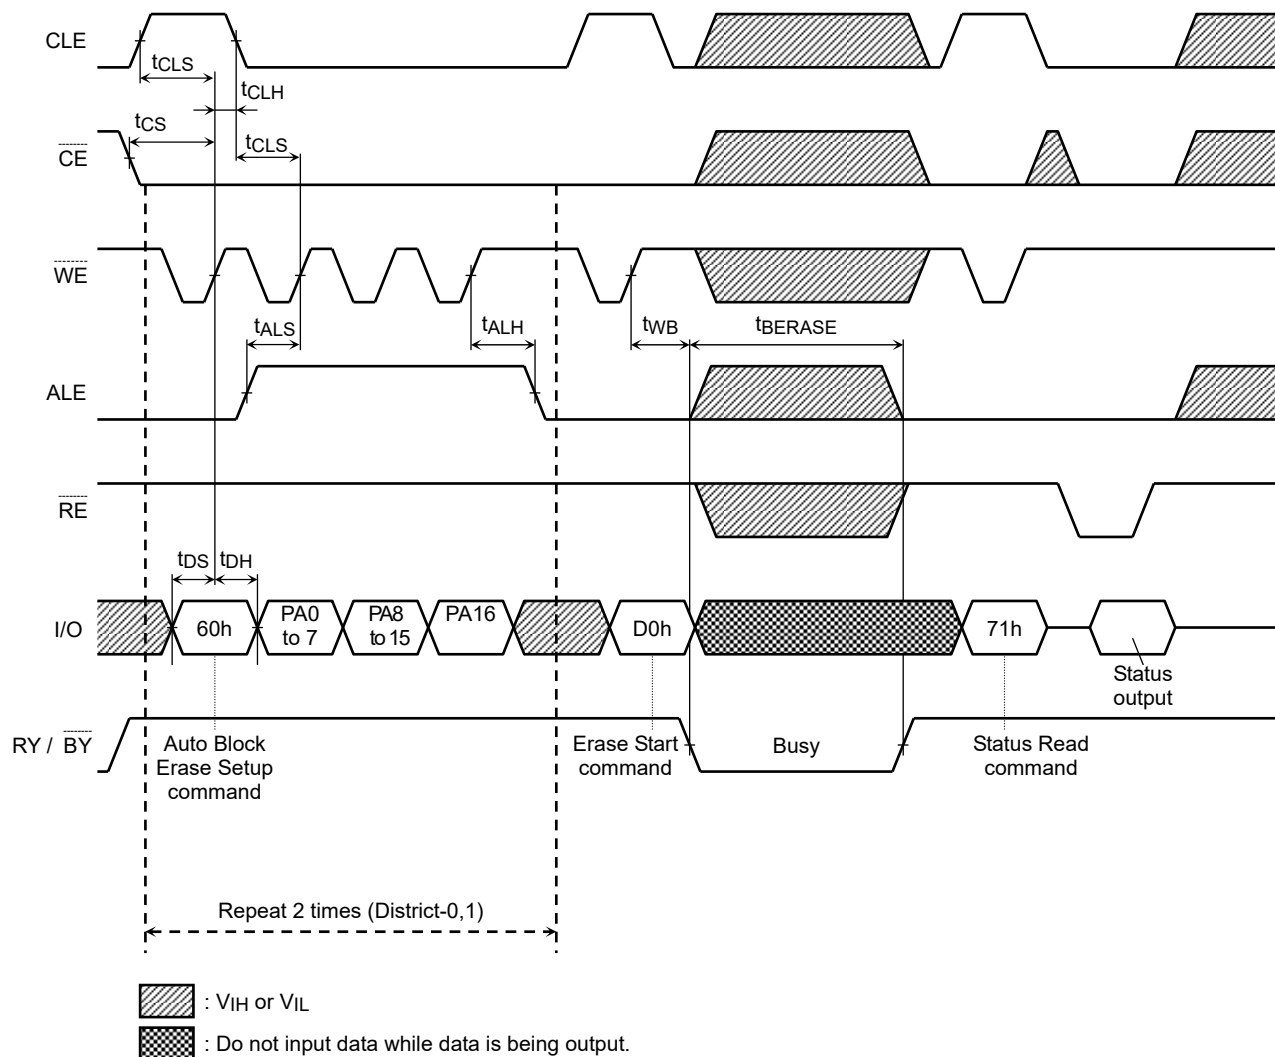 CLE
tCLS
tCLH
tCS
tCLS
CE
WE
tALS
tALH
tWB
tBERASE
ALE
RE
tDS
tDH
I/O
60h
PA0
to 7
PA8
to 15
PA16
D0h
71h
Status
output
RY / BY
Auto Block
Erase Setup
command
Erase Start
command
Busy
Status Read
command
Repeat 2 times (District-0,1)
: VIH or VIL
: Do not input data while data is being output.